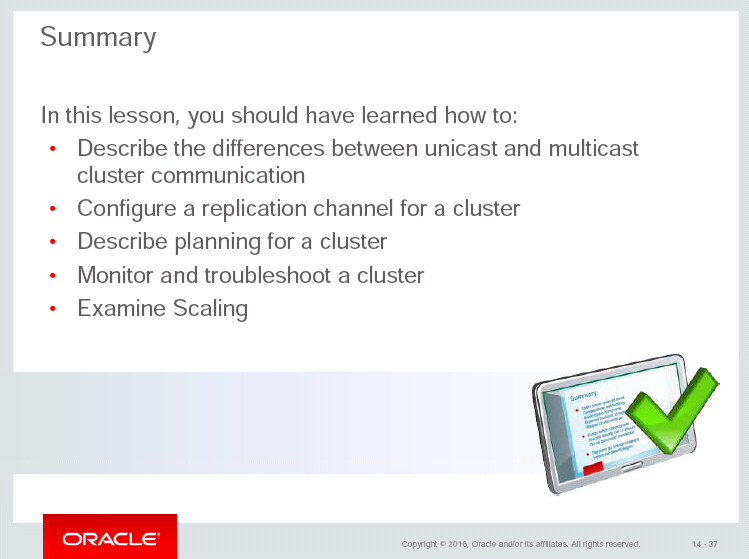 Summary
In this lesson, you should have learned how to:
• Describe the differences between unicast and multicast
cluster communication
• Configure a replication channel for a cluster
• Describe planning for a cluster
• Monitor and troubleshoot a cluster
• Examine Scaling
Summary
ORACLE®
Copyright © 2016, Oracle and/or its affiliates. All rights reserved.
14 - 37